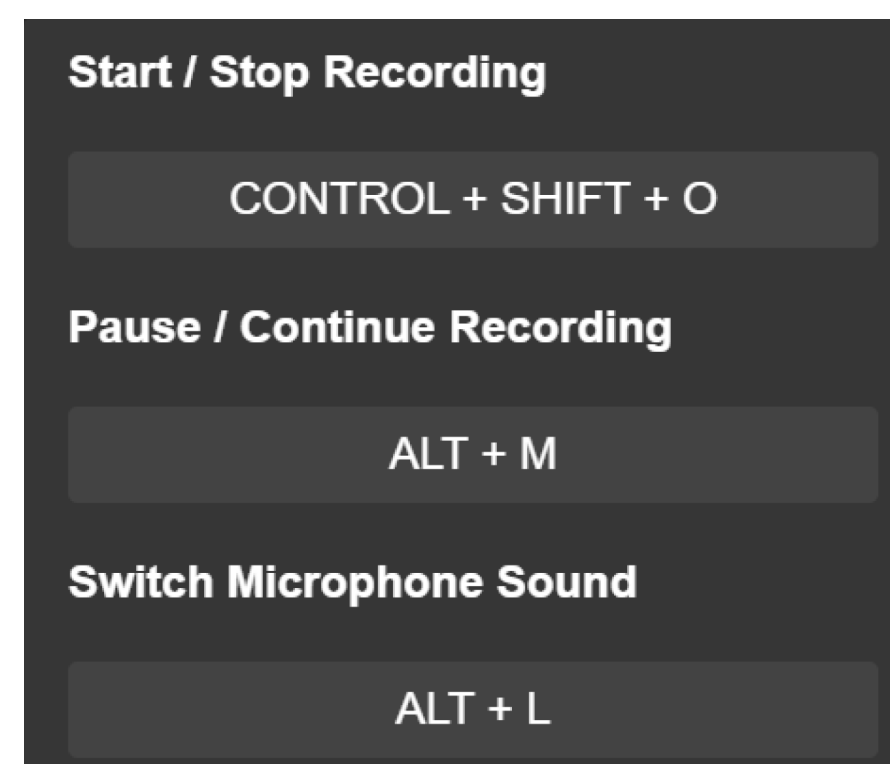 Start / Stop Recording
CONTROL + SHIFT + O
Pause / Continue Recording
ALT + M
Switch Microphone Sound
ALT + L